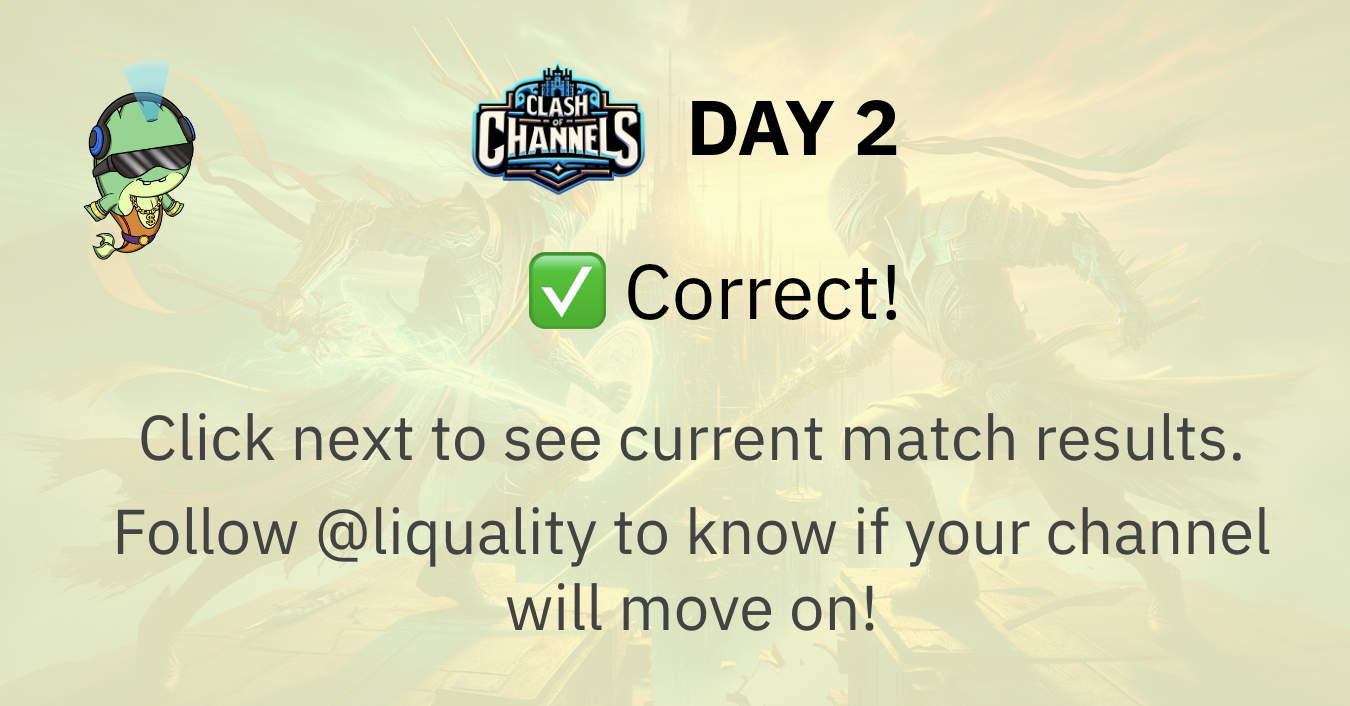 CLASH
OF
CHANNELS
DAY 2
✅ Correct!
Click next to see current match results.
Follow @liquality to know if your channel
will move on!